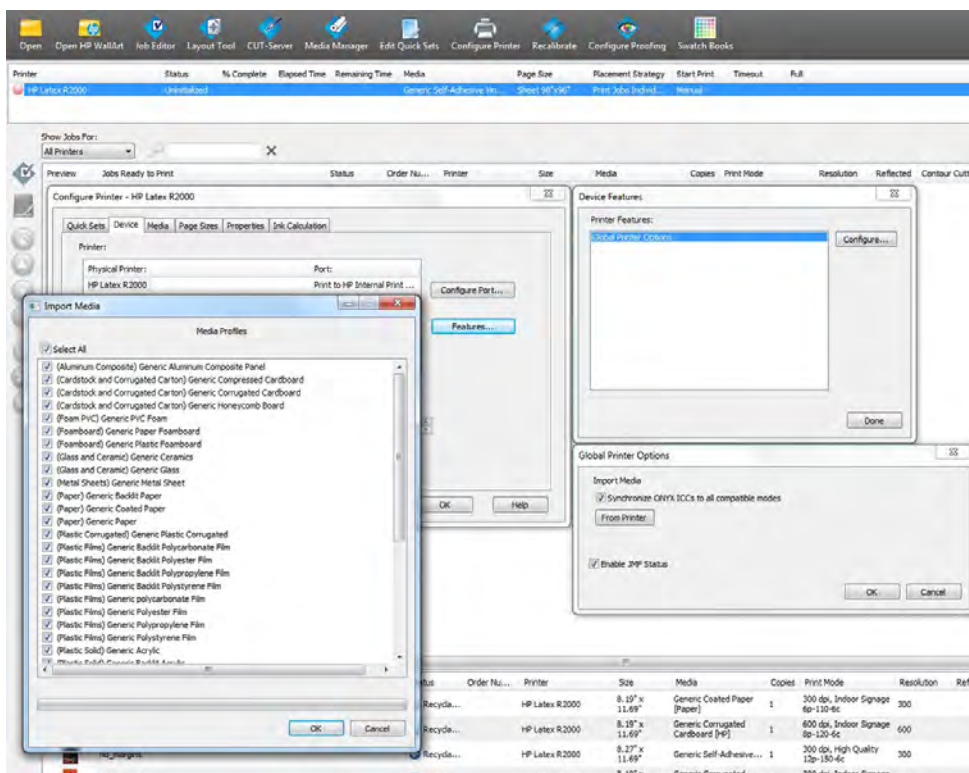 Open Open HP WallArt Job Editor Layout Tool CUT-Server Media Manager Edit Quick Sets Configure Printer Recalibrate Configure Proofing Swatch Books
Printer Status % Complete Elapsed Time Remaining Time Media Page Size Placement Strategy Start Print Timeout Full
HP Latex R2000 Uninitialized Generic Self-Adhesive Vin... Sheet 98"x96" Print Jobs Individ... Manual
Show Jobs For:
All Printers
Preview Jobs Ready to Print Status Order Nu... Printer Size Media Copies Print Mode Resolution Reflected Contour Cutt
Configure Printer - HP Latex R2000
Quick Sets Device Media Page Sizes Properties Ink Calculation
Printer:
Physical Printer: Port:
HP Latex R2000 Print to HP Internal Print ...
Configure Port...
Features...
OK Help
Device Features
Printer Features:
Global Printer Options
Configure...
Done
Global Printer Options
Import Media
Synchronize ONYX ICCs to all compatible modes
From Printer
Enable JMF Status
OK Cancel
Import Media
Media Profiles
Select All
(Aluminum Composite) Generic Aluminum Composite Panel
(Cardstock and Corrugated Carton) Generic Compressed Cardboard
(Cardstock and Corrugated Carton) Generic Corrugated Cardboard
(Cardstock and Corrugated Carton) Generic Honeycomb Board
(Foam PVC) Generic PVC Foam
(Foamboard) Generic Paper Foamboard
(Foamboard) Generic Plastic Foamboard
(Glass and Ceramic) Generic Ceramics
(Glass and Ceramic) Generic Glass
(Metal Sheets) Generic Metal Sheet
(Paper) Generic Backlit Paper
(Paper) Generic Coated Paper
(Paper) Generic Paper
(Plastic Corrugated) Generic Plastic Corrugated
(Plastic Films) Generic Backlit Polycarbonate Film
(Plastic Films) Generic Backlit Polyester Film
(Plastic Films) Generic Backlit Polypropylene Film
(Plastic Films) Generic Backlit Polystyrene Film
(Plastic Films) Generic polycarbonate Film
(Plastic Films) Generic Polyester Film
(Plastic Films) Generic Polypropylene Film
(Plastic Films) Generic Polystyrene Film
(Plastic Solid) Generic Acrylic
(Plastic Solid) Generic Backlit Acrylic
OK Cancel
tus Order Nu... Printer Size Media Copies Print Mode Resolution Ref
Recycla... HP Latex R2000 8.19" x 11.69" Generic Coated Paper [Paper] 1 300 dpi, Indoor Signage 6p-110-6c 300
Recycla... HP Latex R2000 8.19" x 11.69" Generic Corrugated Cardboard [HP] 1 600 dpi, Indoor Signage 8p-120-6c 600
Recycla... HP Latex R2000 8.27" x 11.69" Generic Self-Adhesive... 1 300 dpi, High Quality 12p-150-6c 300